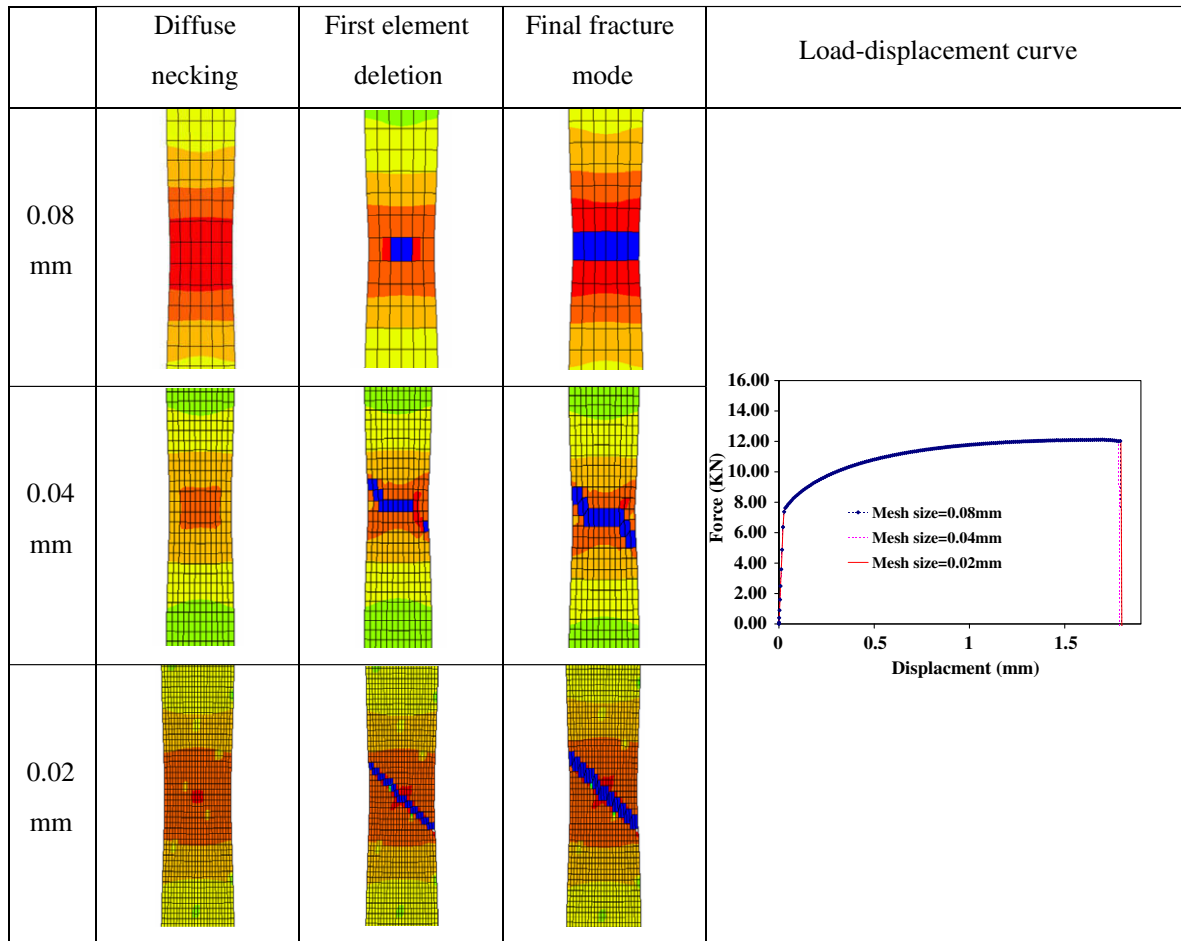 Diffuse
necking
First element
deletion
Final fracture
mode
Load-displacement curve
0.08
mm
0.04
mm
0.02
mm
16.00
14.00
12.00
10.00
8.00
6.00
4.00
2.00
0.00
Force (KN)
Mesh size=0.08mm
Mesh size=0.04mm
Mesh size=0.02mm
0 0.5 1 1.5
Displacment (mm)